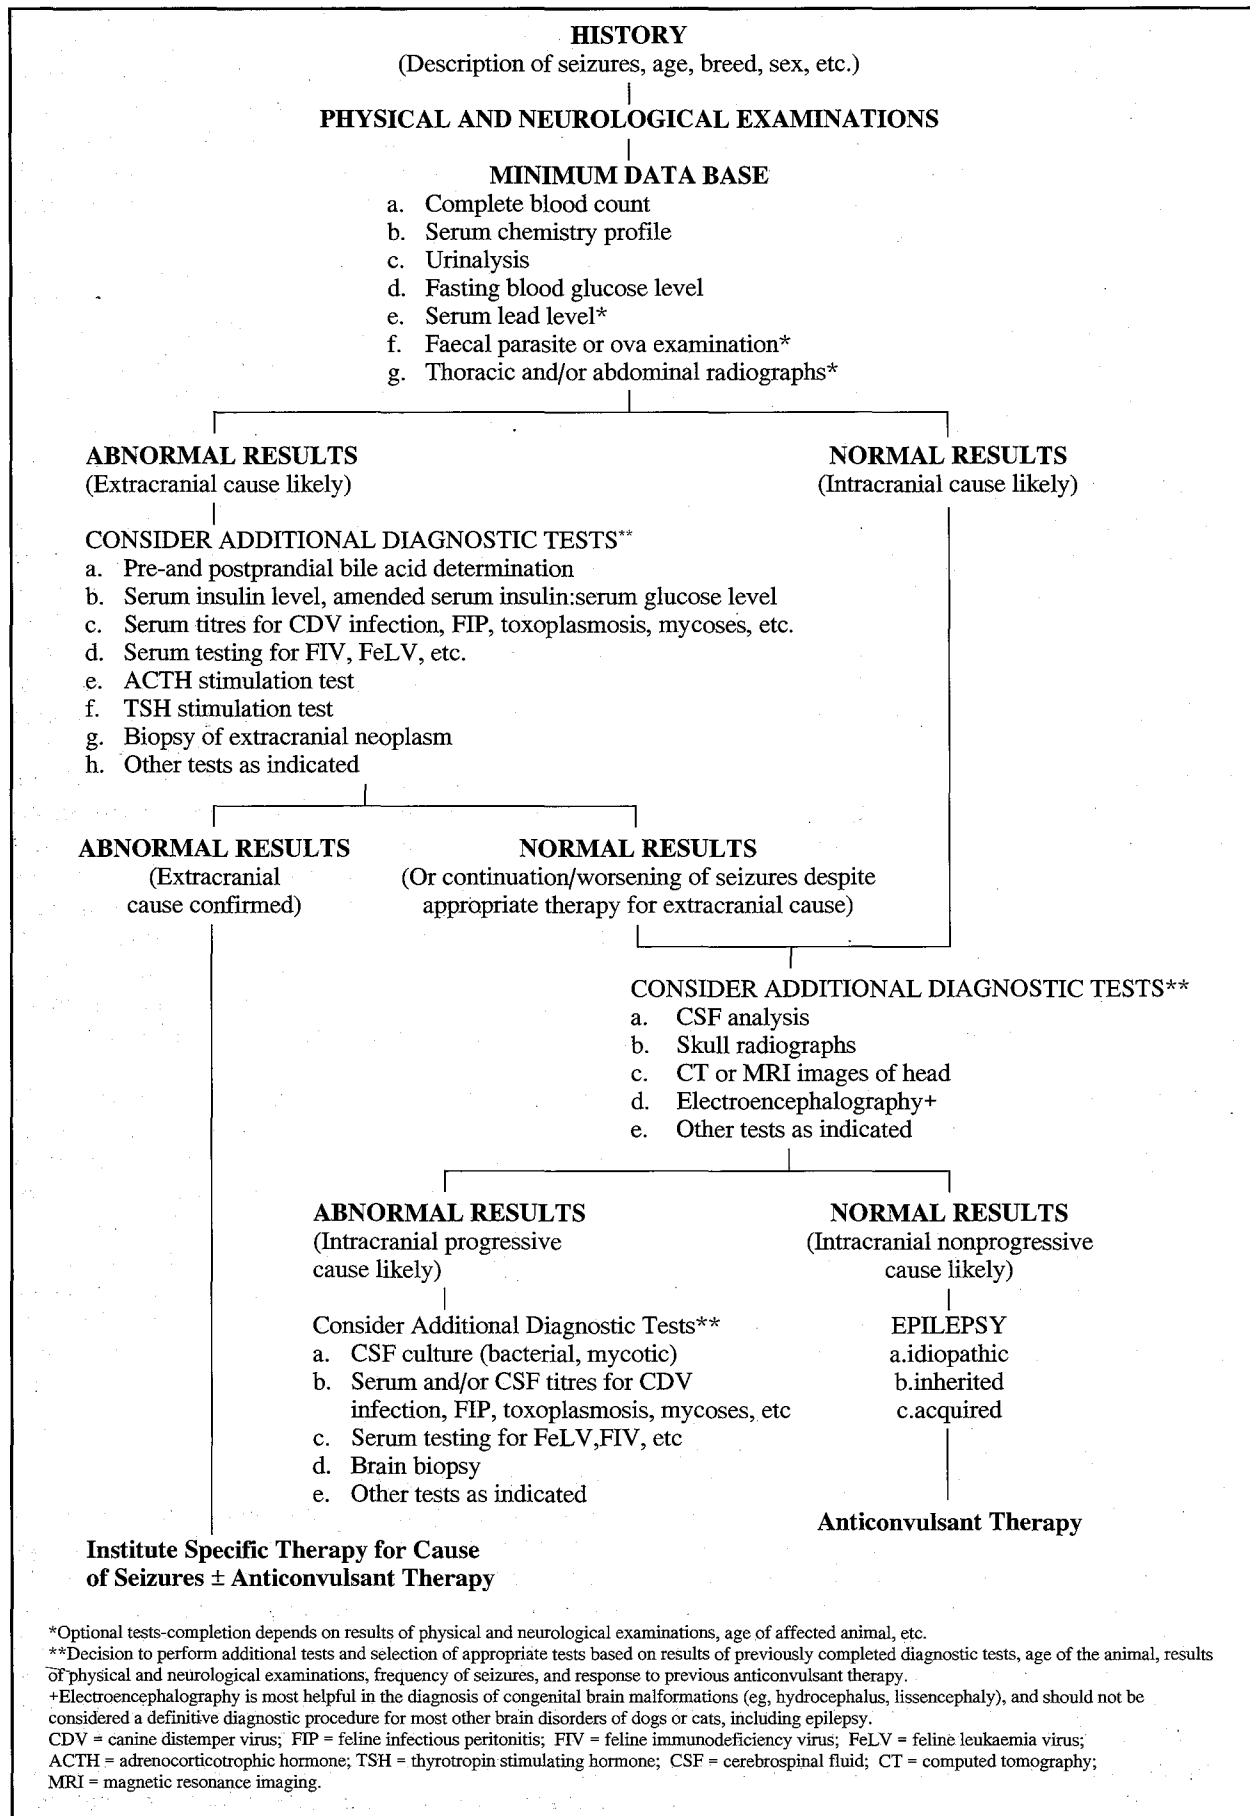 HISTORY
(Description of seizures, age, breed, sex, etc.)
PHYSICAL AND NEUROLOGICAL EXAMINATIONS
MINIMUM DATA BASE
a. Complete blood count
b. Serum chemistry profile
c. Urinalysis
d. Fasting blood glucose level
e. Serum lead level*
f. Faecal parasite or ova examination*
g. Thoracic and/or abdominal radiographs*
ABNORMAL RESULTS
(Extracranial cause likely)
NORMAL RESULTS
(Intracranial cause likely)
CONSIDER ADDITIONAL DIAGNOSTIC TESTS**
a. Pre-and postprandial bile acid determination
b. Serum insulin level, amended serum insulin:serum glucose level
c. Serum titres for CDV infection, FIP, toxoplasmosis, mycoses, etc.
d. Serum testing for FIV, FeLV, etc.
e. ACTH stimulation test
f. TSH stimulation test
g. Biopsy of extracranial neoplasm
h. Other tests as indicated
ABNORMAL RESULTS
(Extracranial
cause confirmed)
NORMAL RESULTS
(Or continuation/worsening of seizures despite
appropriate therapy for extracranial cause)
CONSIDER ADDITIONAL DIAGNOSTIC TESTS**
a. CSF analysis
b. Skull radiographs
c. CT or MRI images of head
d. Electroencephalography+
e. Other tests as indicated
ABNORMAL RESULTS
(Intracranial progressive
cause likely)
Consider Additional Diagnostic Tests**
a. CSF culture (bacterial, mycotic)
b. Serum and/or CSF titres for CDV
infection, FIP, toxoplasmosis, mycoses, etc
c. Serum testing for FeLV,FIV, etc
d. Brain biopsy
e. Other tests as indicated
NORMAL RESULTS
(Intracranial nonprogressive
cause likely)
EPILEPSY
a.idiopathic
b.inherited
c.acquired
Anticonvulsant Therapy
Institute Specific Therapy for Cause
of Seizures ± Anticonvulsant Therapy
*Optional tests-completion depends on results of physical and neurological examinations, age of affected animal, etc.
**Decision to perform additional tests and selection of appropriate tests based on results of previously completed diagnostic tests, age of the animal, results
of physical and neurological examinations, frequency of seizures, and response to previous anticonvulsant therapy.
+Electroencephalography is most helpful in the diagnosis of congenital brain malformations (eg, hydrocephalus, lissencephaly), and should not be
considered a definitive diagnostic procedure for most other brain disorders of dogs or cats, including epilepsy.
CDV = canine distemper virus; FIP = feline infectious peritonitis; FIV = feline immunodeficiency virus; FeLV = feline leukaemia virus;
ACTH = adrenocorticotrophic hormone; TSH = thyrotropin stimulating hormone; CSF = cerebrospinal fluid; CT = computed tomography;
MRI = magnetic resonance imaging.